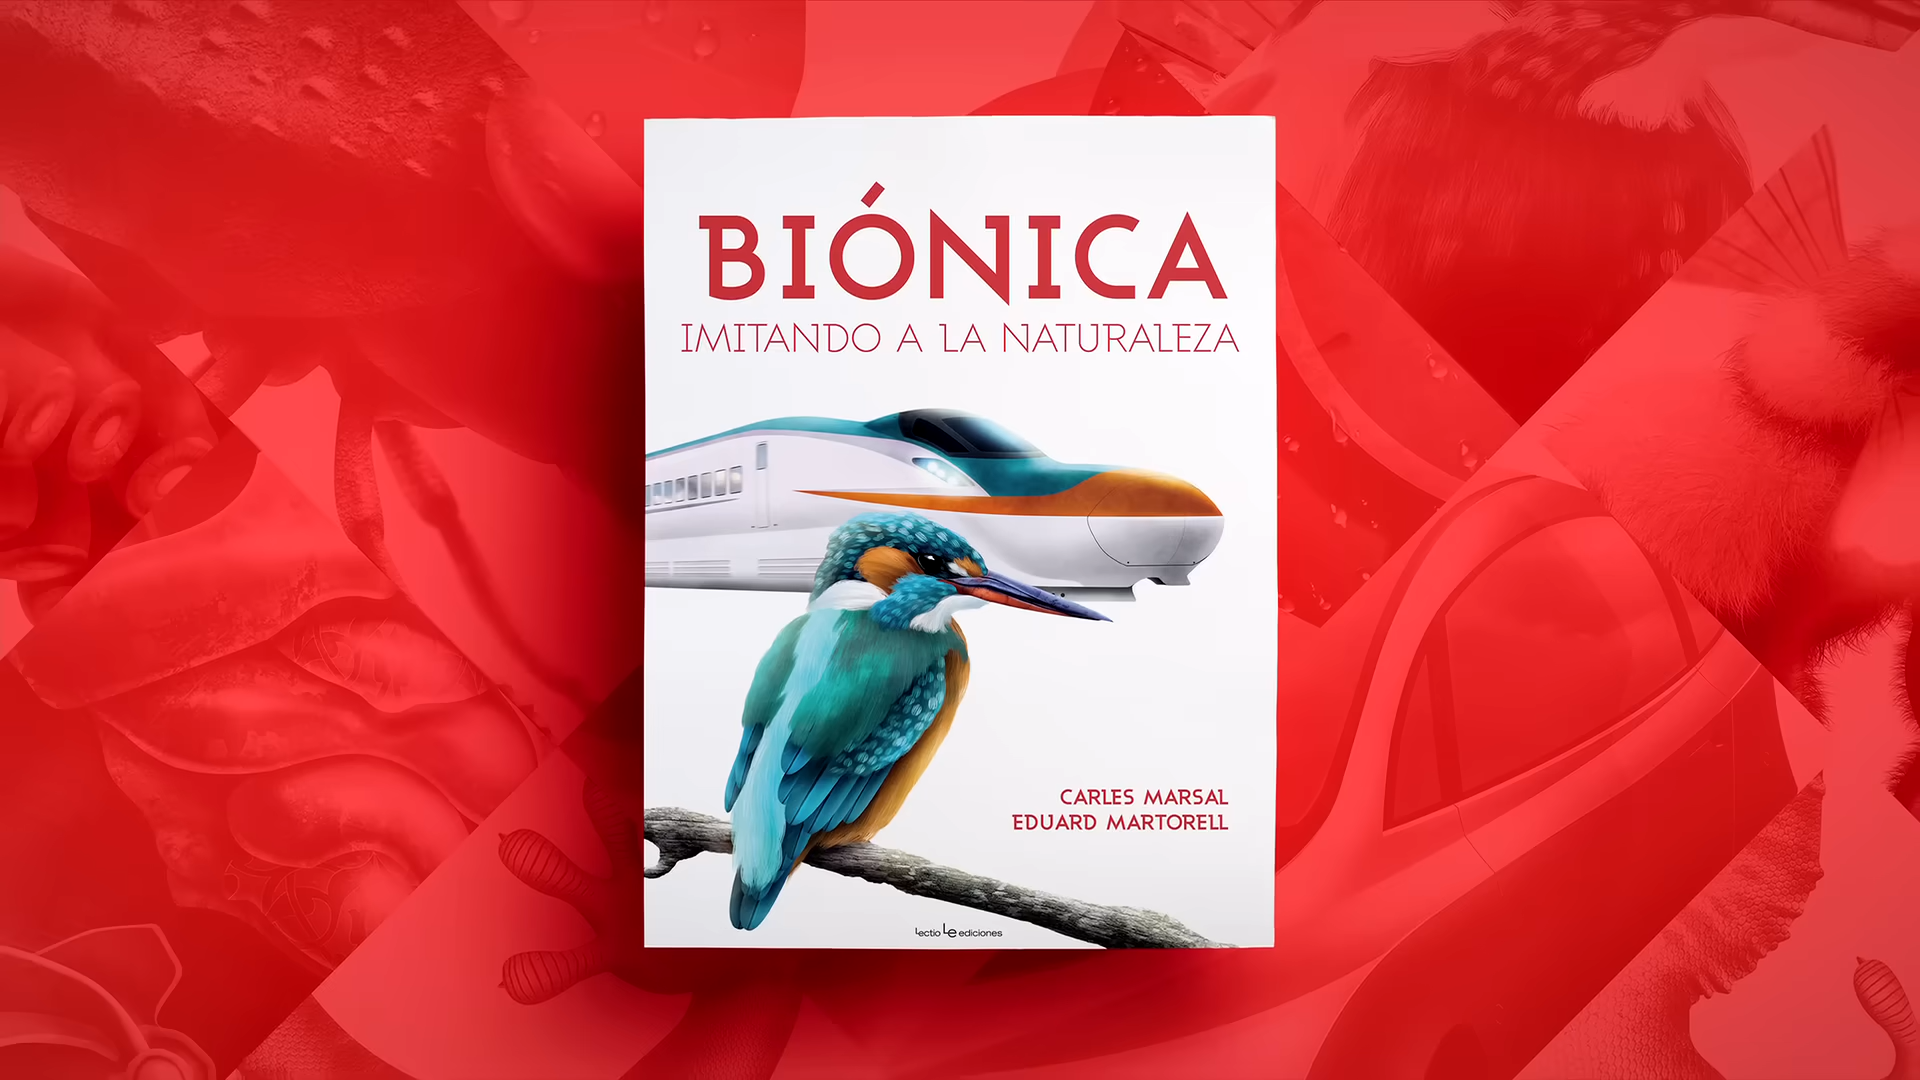 BIÓNICA
IMITANDO A LA NATURALEZA
CARLES MARSAL
EDUARD MARTORELL
Lectio Le ediciones